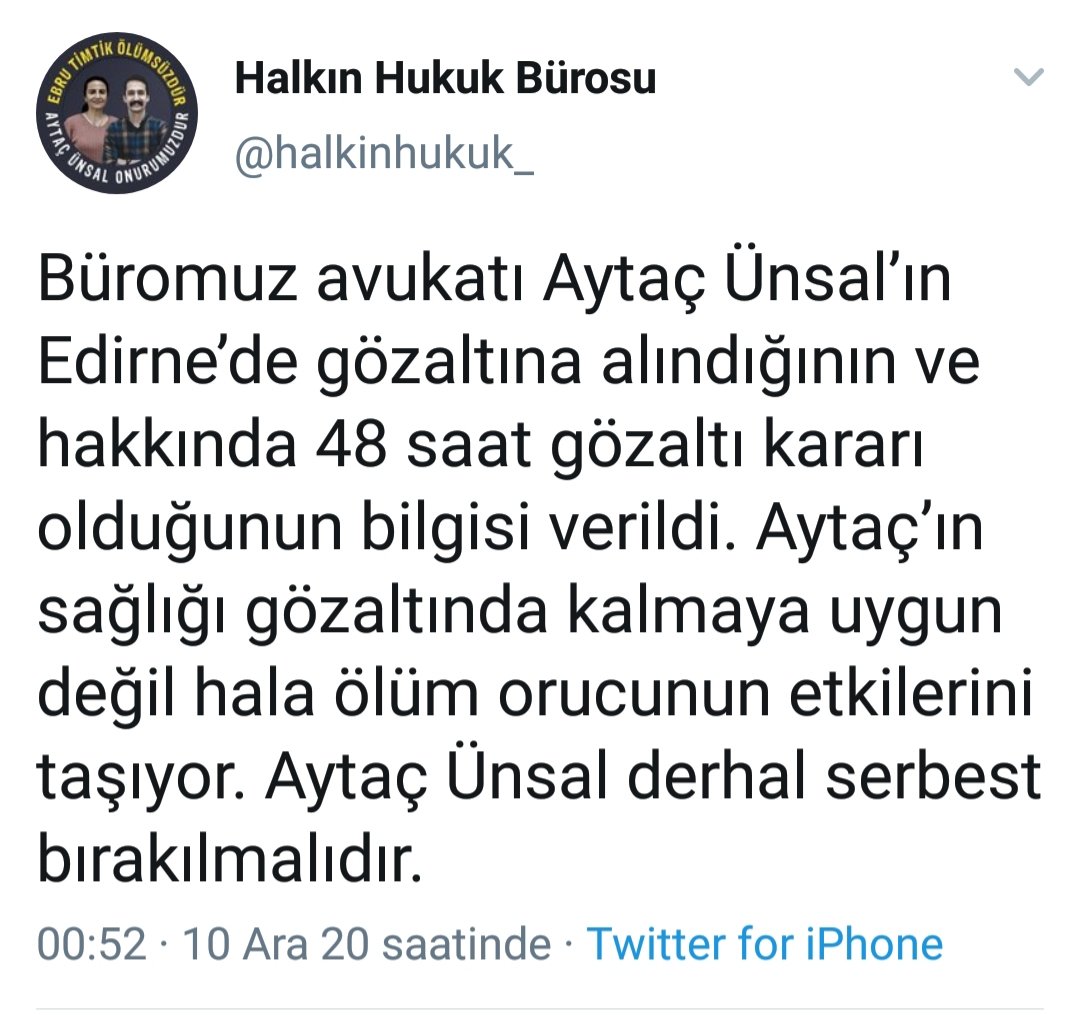 EBRU TİMTİK ÖLÜMSÜZDÜR
AYTAÇ ÜNSAL ONURUMUZDUR
Halkın Hukuk Bürosu
@halkinhukuk_
Büromuz avukatı Aytaç Ünsal’ın
Edirne’de gözaltına alındığının ve
hakkında 48 saat gözaltı kararı
olduğunun bilgisi verildi. Aytaç’ın
sağlığı gözaltında kalmaya uygun
değil hala ölüm orucunun etkilerini
taşıyor. Aytaç Ünsal derhal serbest
bırakılmalıdır.
00:52 · 10 Ara 20 saatinde · Twitter for iPhone